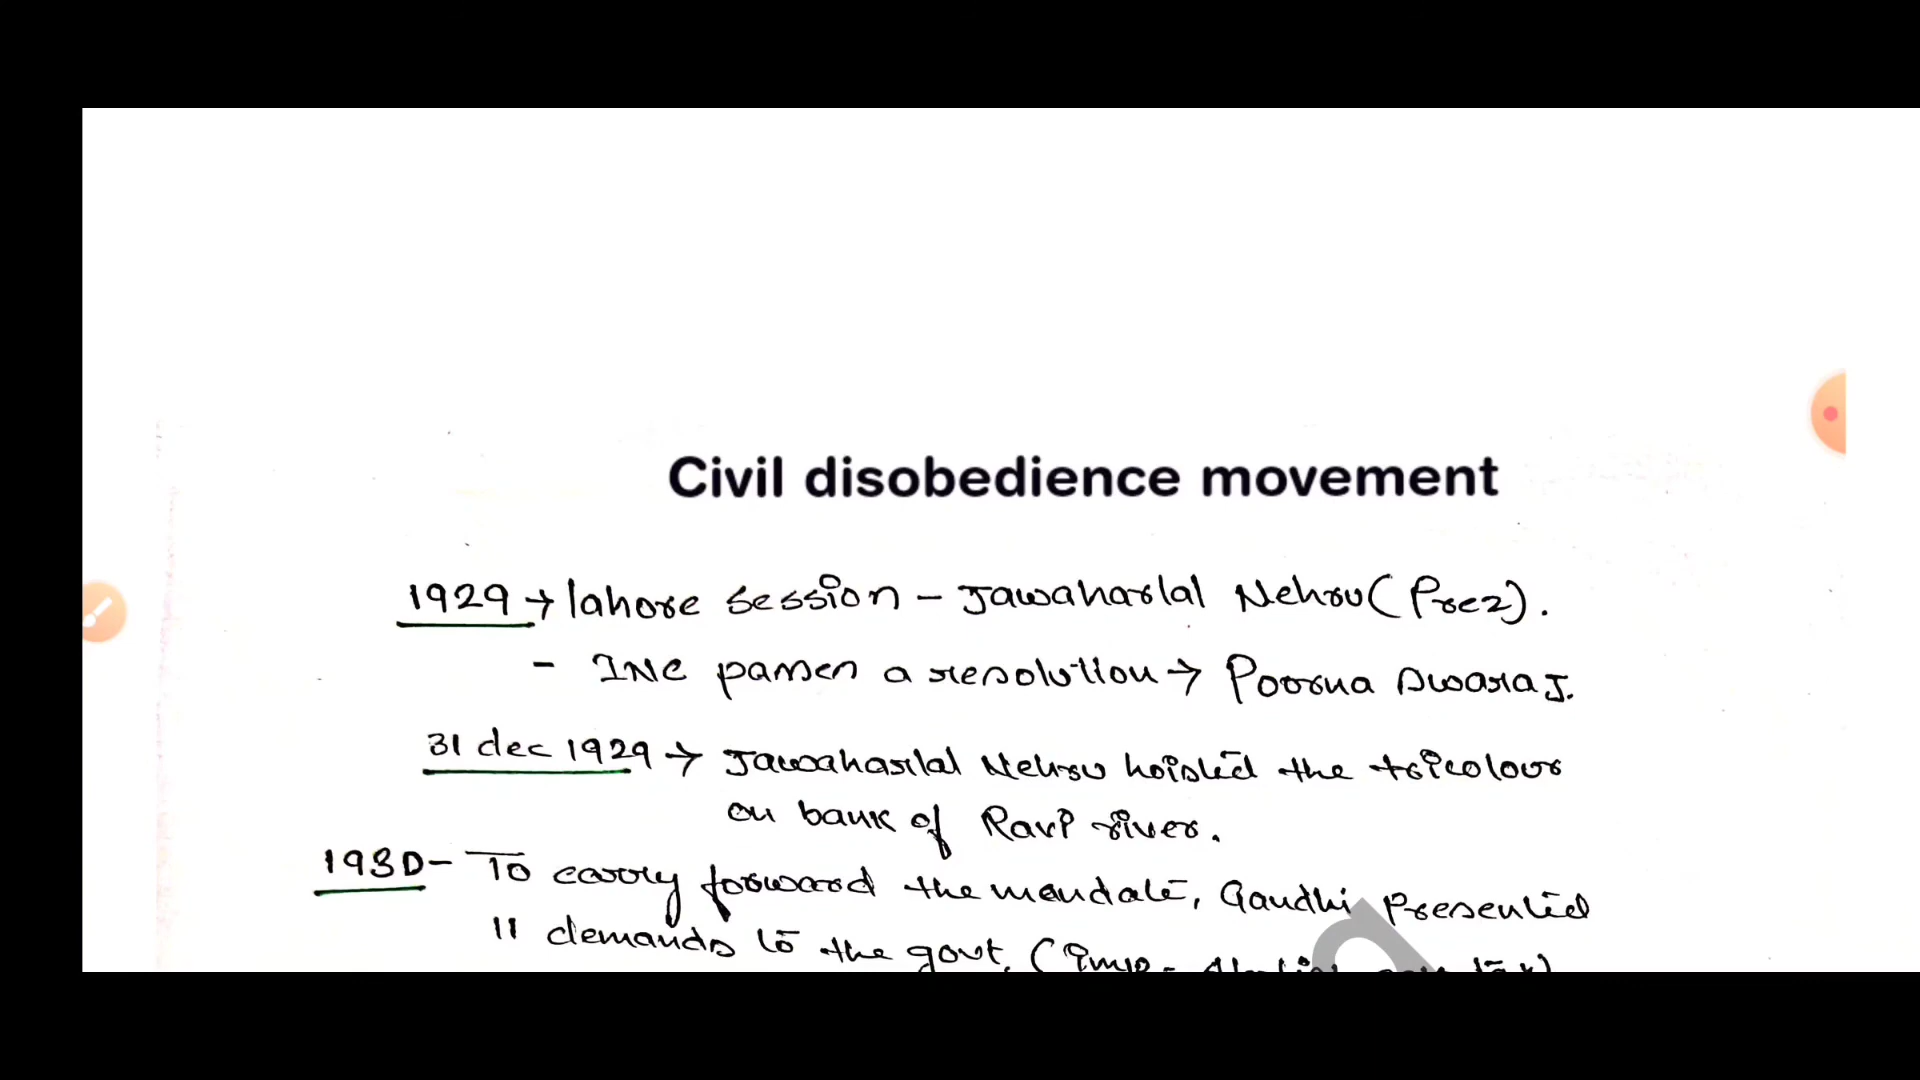 Civil disobedience movement
1929 → lahore session - Jawaharlal Nehru (Prez).
- INC passes a resolution → Poorna Swaraj.
31 dec 1929 → Jawaharlal Nehru hoisted the tricolour
on bank of Ravi river.
1930 - To carry forward the mandate, Gandhi presented
11 demands to the govt. (Imp -